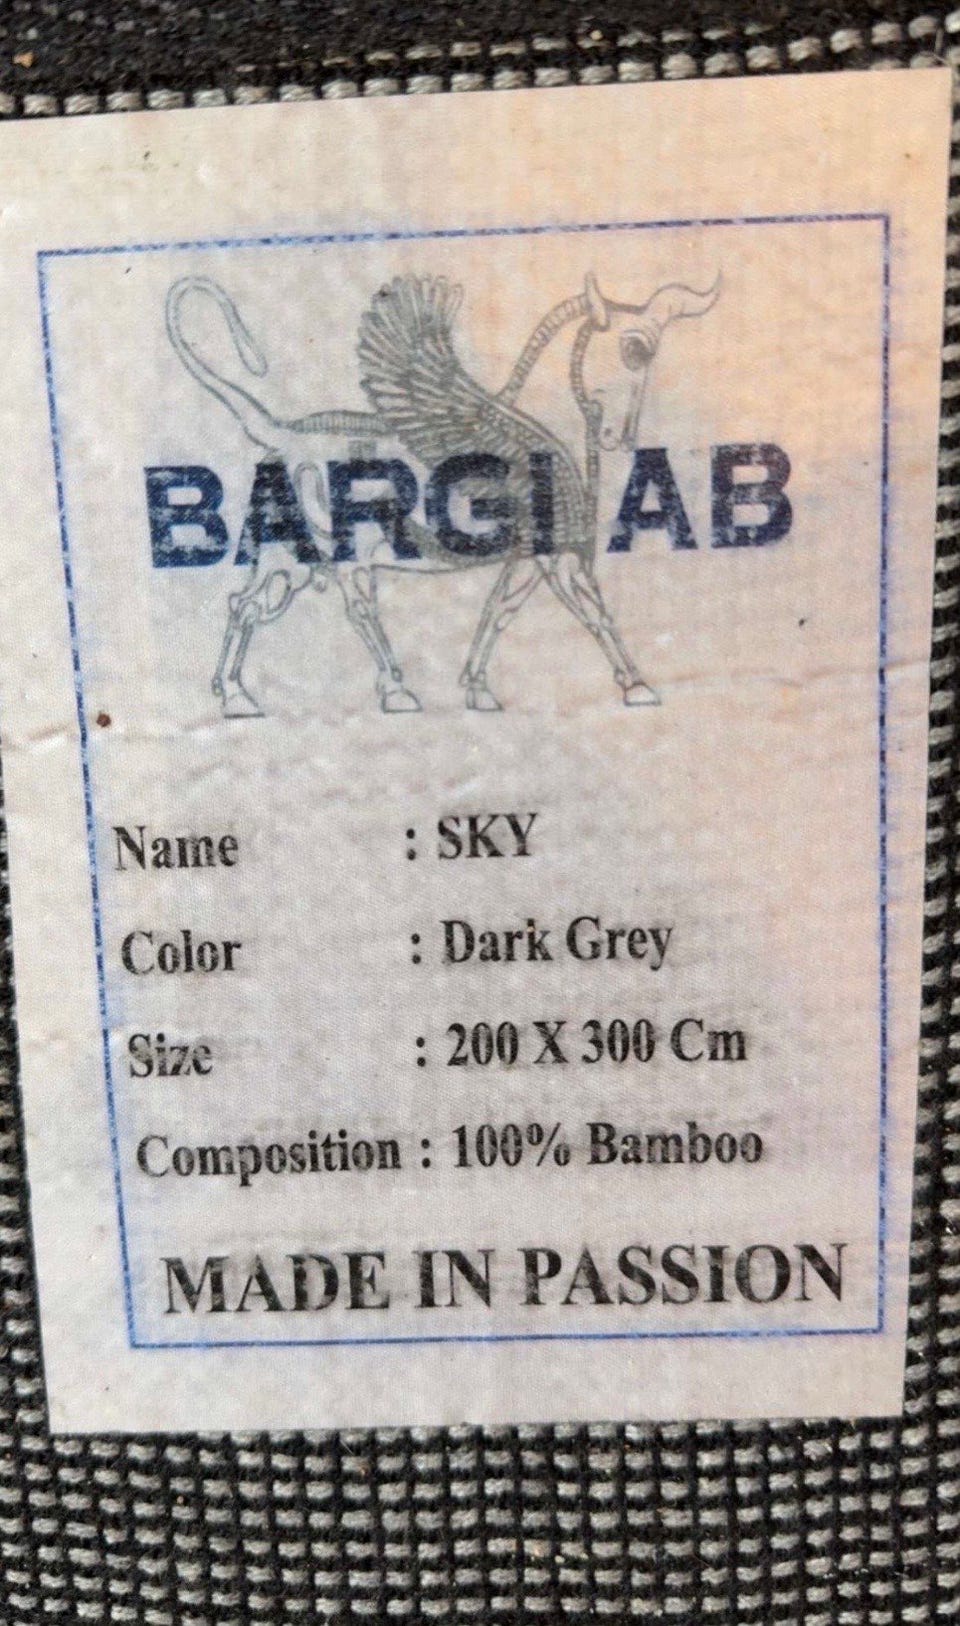 BARGI AB
Name : SKY
Color : Dark Grey
Size : 200 X 300 Cm
Composition : 100% Bamboo
MADE IN PASSION